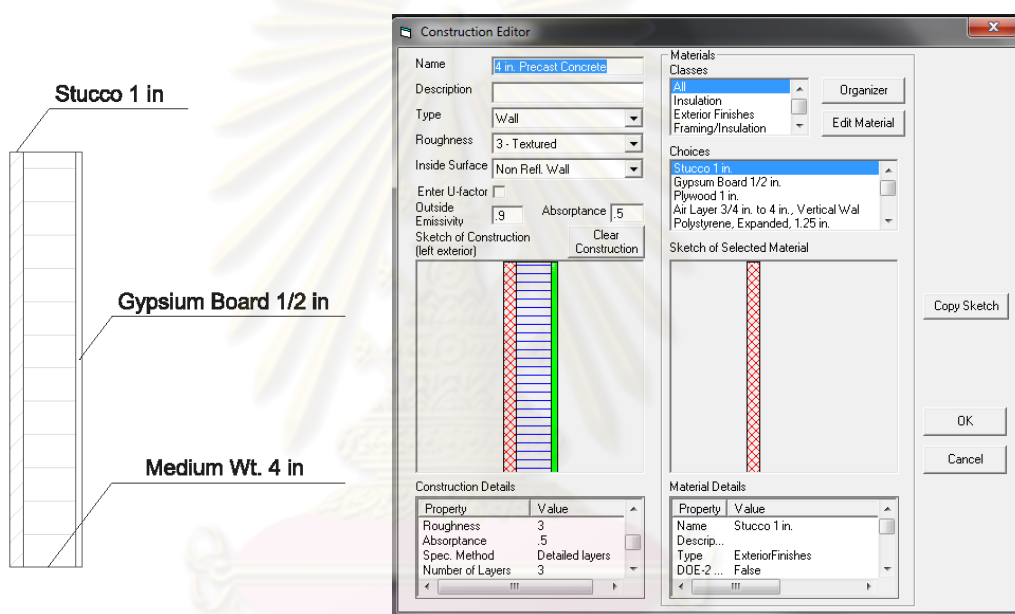 Stucco 1 in
Gypsium Board 1/2 in
Medium Wt. 4 in
Construction Editor
Name 4 in. Precast Concrete
Description
Type Wall
Roughness 3 - Textured
Inside Surface Non Refl. Wall
Enter U-factor
Outside
Emissivity .9 Absorptance .5
Sketch of Construction
(left exterior)
Clear
Construction
Construction Details
Property Value
Roughness 3
Absorptance .5
Spec. Method Detailed layers
Number of Layers 3
Materials
Classes
All
Insulation
Exterior Finishes
Framing/Insulation
Organizer
Edit Material
Choices
Stucco 1 in.
Gypsum Board 1/2 in.
Plywood 1 in.
Air Layer 3/4 in. to 4 in., Vertical Wal
Polystyrene, Expanded, 1.25 in.
Sketch of Selected Material
Material Details
Property Value
Name Stucco 1 in.
Descrip...
Type ExteriorFinishes
DOE-2 ... False
Copy Sketch
OK
Cancel